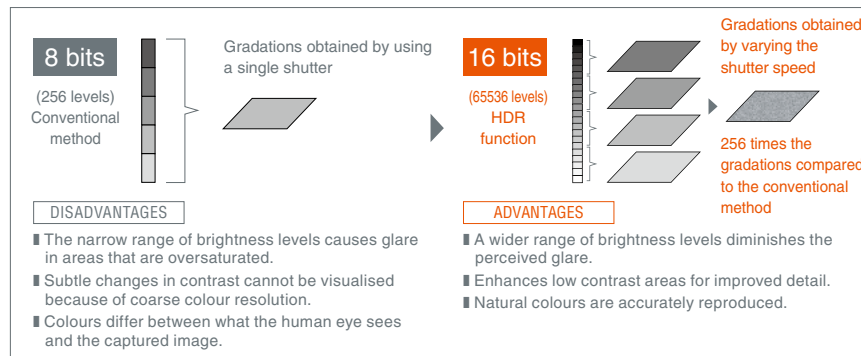 8 bits
(256 levels)
Conventional
method
Gradations obtained by using
a single shutter
16 bits
(65536 levels)
HDR
function
Gradations obtained
by varying the
shutter speed
256 times the
gradations compared
to the conventional
method
DISADVANTAGES
The narrow range of brightness levels causes glare
in areas that are oversaturated.
Subtle changes in contrast cannot be visualised
because of coarse colour resolution.
Colours differ between what the human eye sees
and the captured image.
ADVANTAGES
A wider range of brightness levels diminishes the
perceived glare.
Enhances low contrast areas for improved detail.
Natural colours are accurately reproduced.